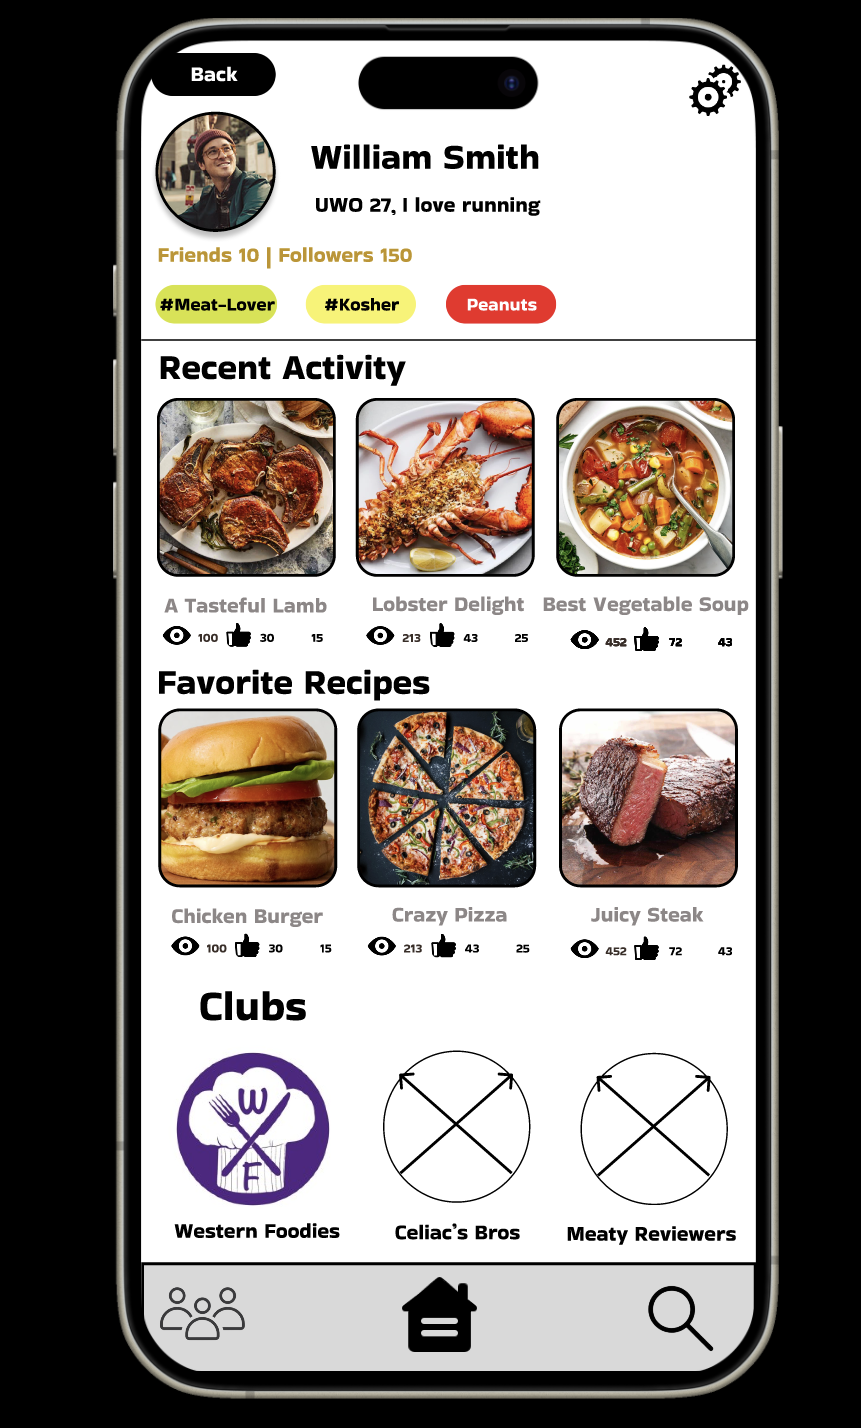 Back
William Smith
UWO 27, I love running
Friends 10 | Followers 150
#Meat-Lover #Kosher Peanuts
Recent Activity
A Tasteful Lamb Lobster Delight Best Vegetable Soup
100 30 15 213 43 25 452 72 43
Favorite Recipes
Chicken Burger Crazy Pizza Juicy Steak
100 30 15 213 43 25 452 72 43
Clubs
W
F
Western Foodies Celiac's Bros Meaty Reviewers